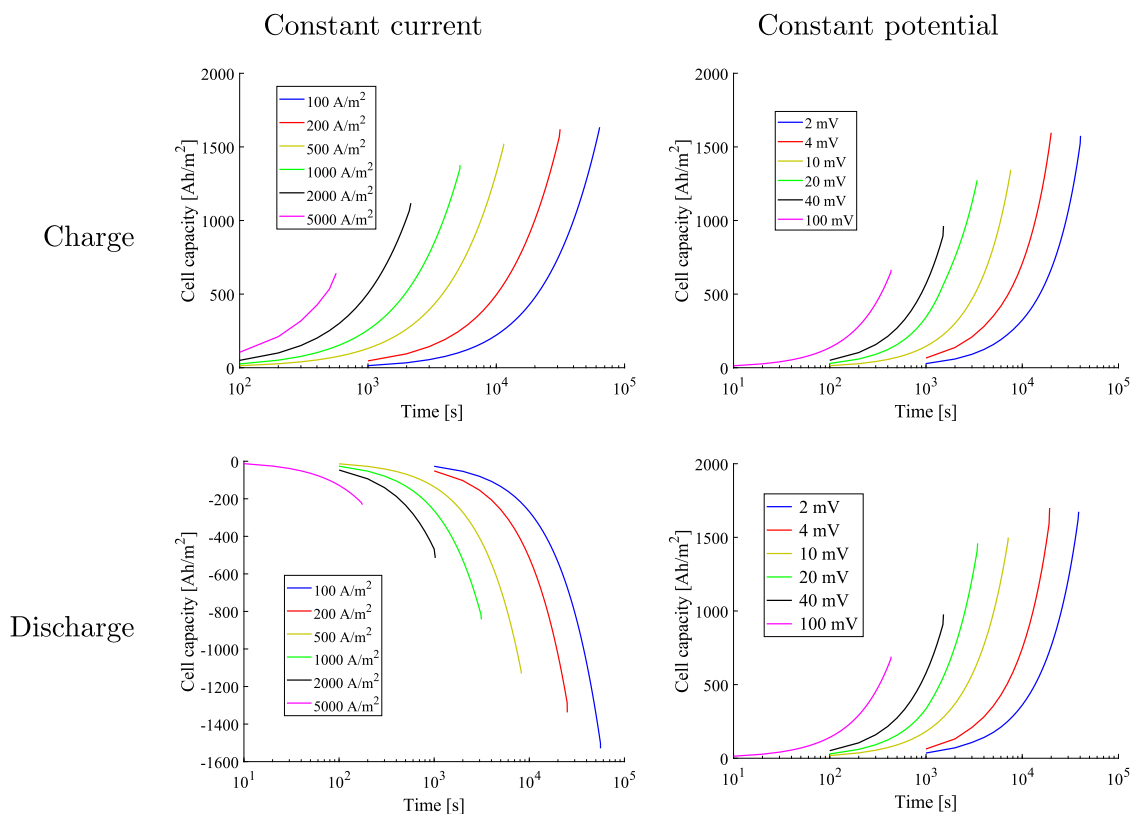 Constant current
Constant potential
Charge
2000
1500
1000
500
0
Cell capacity [Ah/m²]
100 A/m²
200 A/m²
500 A/m²
1000 A/m²
2000 A/m²
5000 A/m²
10² 10³ 10⁴ 10⁵
Time [s]
2000
1500
1000
500
0
Cell capacity [Ah/m²]
2 mV
4 mV
10 mV
20 mV
40 mV
100 mV
10¹ 10² 10³ 10⁴ 10⁵
Time [s]
Discharge
0
-200
-400
-600
-800
-1000
-1200
-1400
-1600
Cell capacity [Ah/m²]
100 A/m²
200 A/m²
500 A/m²
1000 A/m²
2000 A/m²
5000 A/m²
10¹ 10² 10³ 10⁴ 10⁵
Time [s]
2000
1500
1000
500
0
Cell capacity [Ah/m²]
2 mV
4 mV
10 mV
20 mV
40 mV
100 mV
10¹ 10² 10³ 10⁴ 10⁵
Time [s]